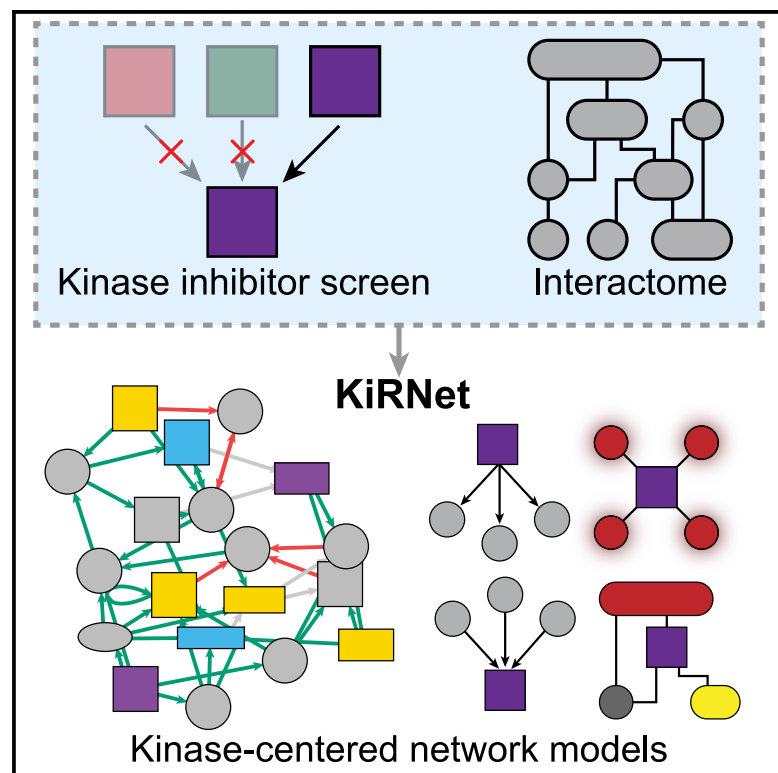 Kinase inhibitor screen
Interactome
KiRNet
Kinase-centered network models